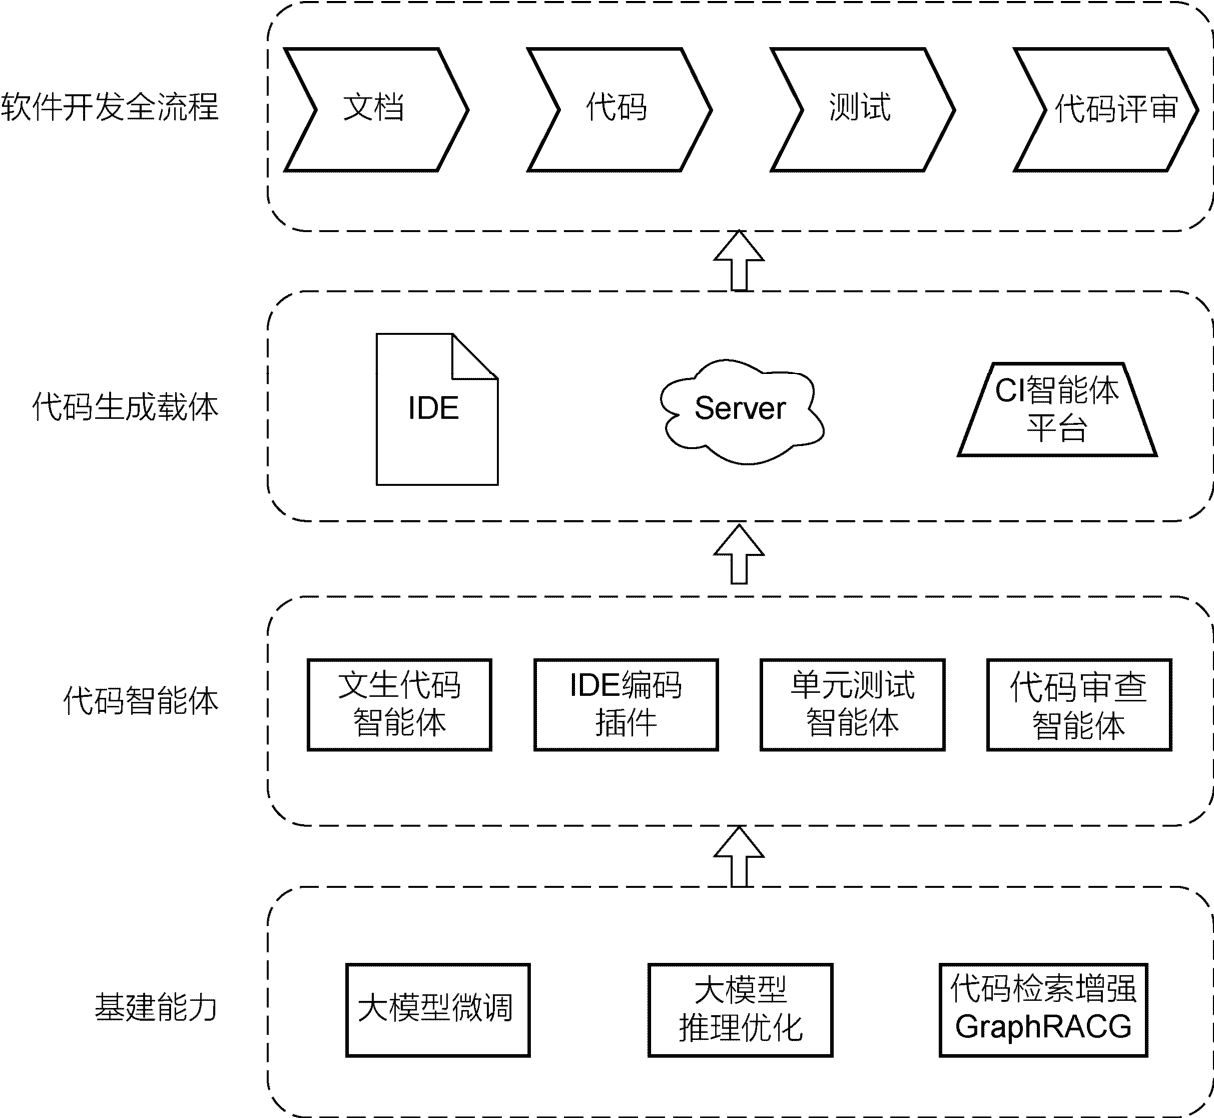 软件开发全流程
文档
代码
测试
代码评审
代码生成载体
IDE
Server
CI智能体
平台
代码智能体
文生代码
智能体
IDE编码
插件
单元测试
智能体
代码审查
智能体
基建能力
大模型微调
大模型
推理优化
代码检索增强
GraphRACG